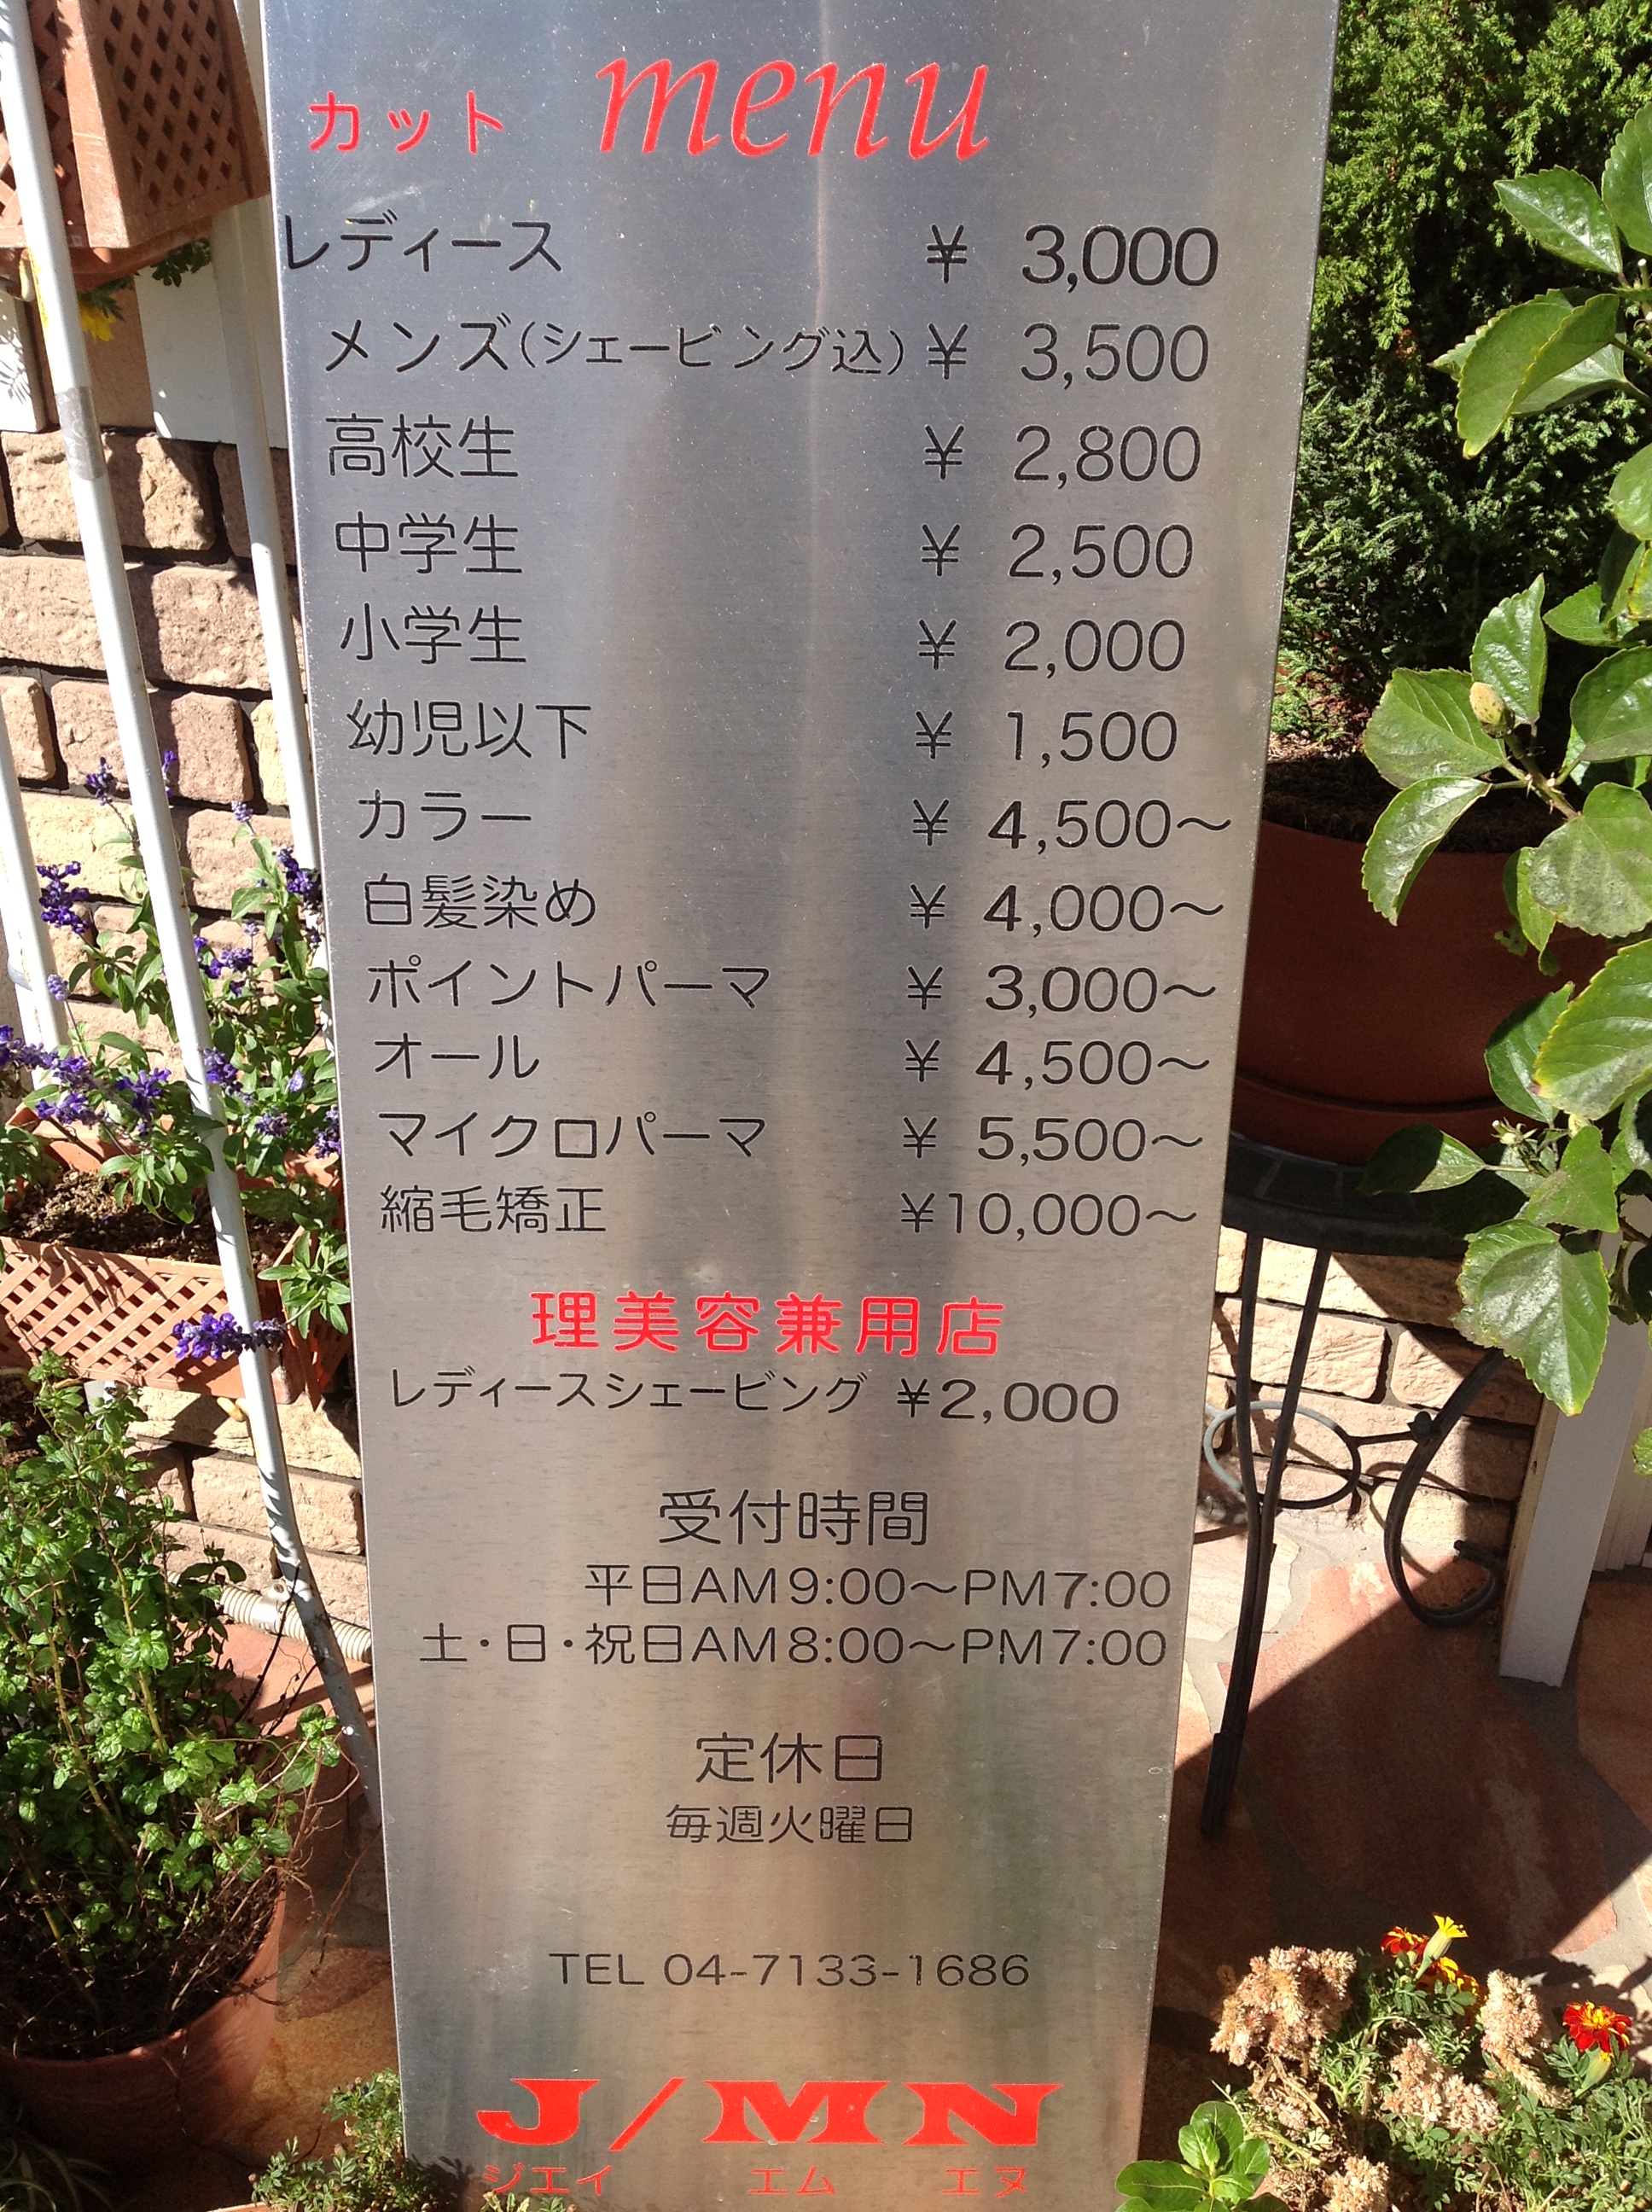 カット menu
レディース ¥ 3,000
メンズ(シェービング込) ¥ 3,500
高校生 ¥ 2,800
中学生 ¥ 2,500
小学生 ¥ 2,000
幼児以下 ¥ 1,500
カラー ¥ 4,500〜
白髪染め ¥ 4,000〜
ポイントパーマ ¥ 3,000〜
オール ¥ 4,500〜
マイクロパーマ ¥ 5,500〜
縮毛矯正 ¥10,000〜
理美容兼用店
レディースシェービング ¥2,000
受付時間
平日AM9:00〜PM7:00
土・日・祝日AM8:00〜PM7:00
定休日
毎週火曜日
TEL 04-7133-1686
J/MN
ジエイ エム エヌ